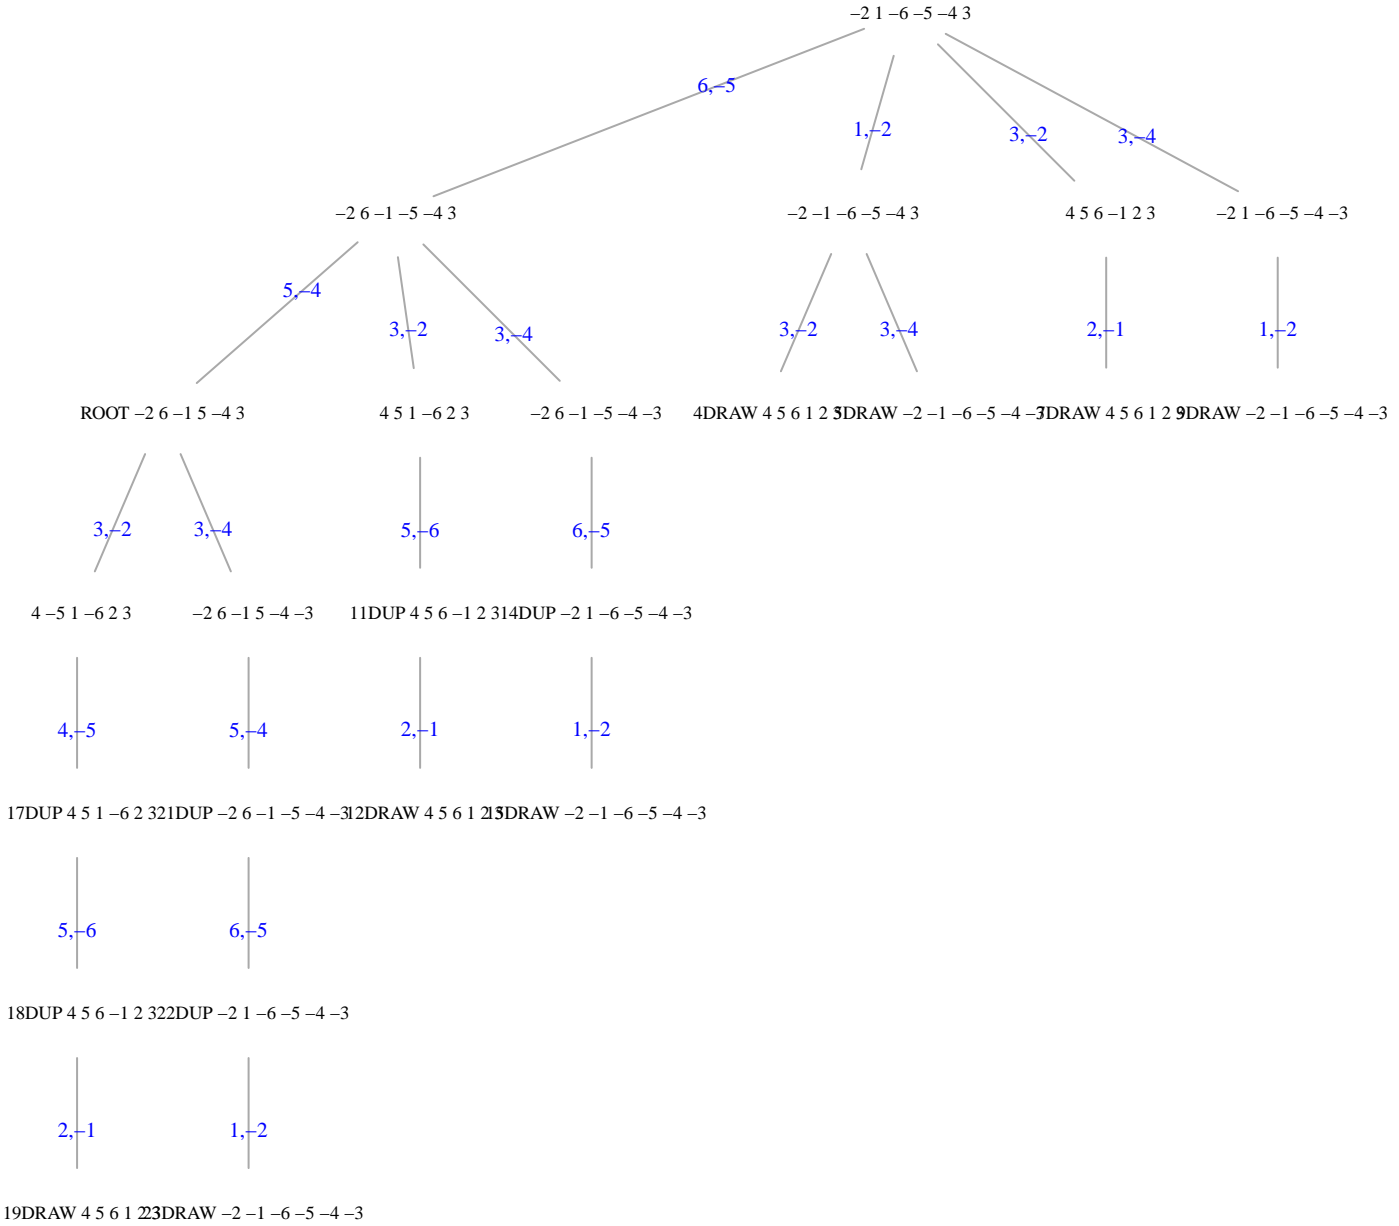 −2 1 −6 −5 −4 3
6,−5
1,−2
3,−2
3,−4
−2 6 −1 −5 −4 3
−2 −1 −6 −5 −4 3
4 5 6 −1 2 3
−2 1 −6 −5 −4 −3
5,−4
3,−2
3,−4
3,−2
3,−4
2,−1
1,−2
ROOT −2 6 −1 5 −4 3
4 5 1 −6 2 3
−2 6 −1 −5 −4 −3
4DRAW 4 5 6 1 2 3
5DRAW −2 −1 −6 −5 −4 −3
7DRAW 4 5 6 1 2 3
9DRAW −2 −1 −6 −5 −4 −3
3,−2
3,−4
5,−6
6,−5
4 −5 1 −6 2 3
−2 6 −1 5 −4 −3
11DUP 4 5 6 −1 2 3
14DUP −2 1 −6 −5 −4 −3
4,−5
5,−4
2,−1
1,−2
17DUP 4 5 1 −6 2 3
21DUP −2 6 −1 −5 −4 −3
12DRAW 4 5 6 1 2 3
15DRAW −2 −1 −6 −5 −4 −3
5,−6
6,−5
18DUP 4 5 6 −1 2 3
22DUP −2 1 −6 −5 −4 −3
2,−1
1,−2
19DRAW 4 5 6 1 2 3
23DRAW −2 −1 −6 −5 −4 −3